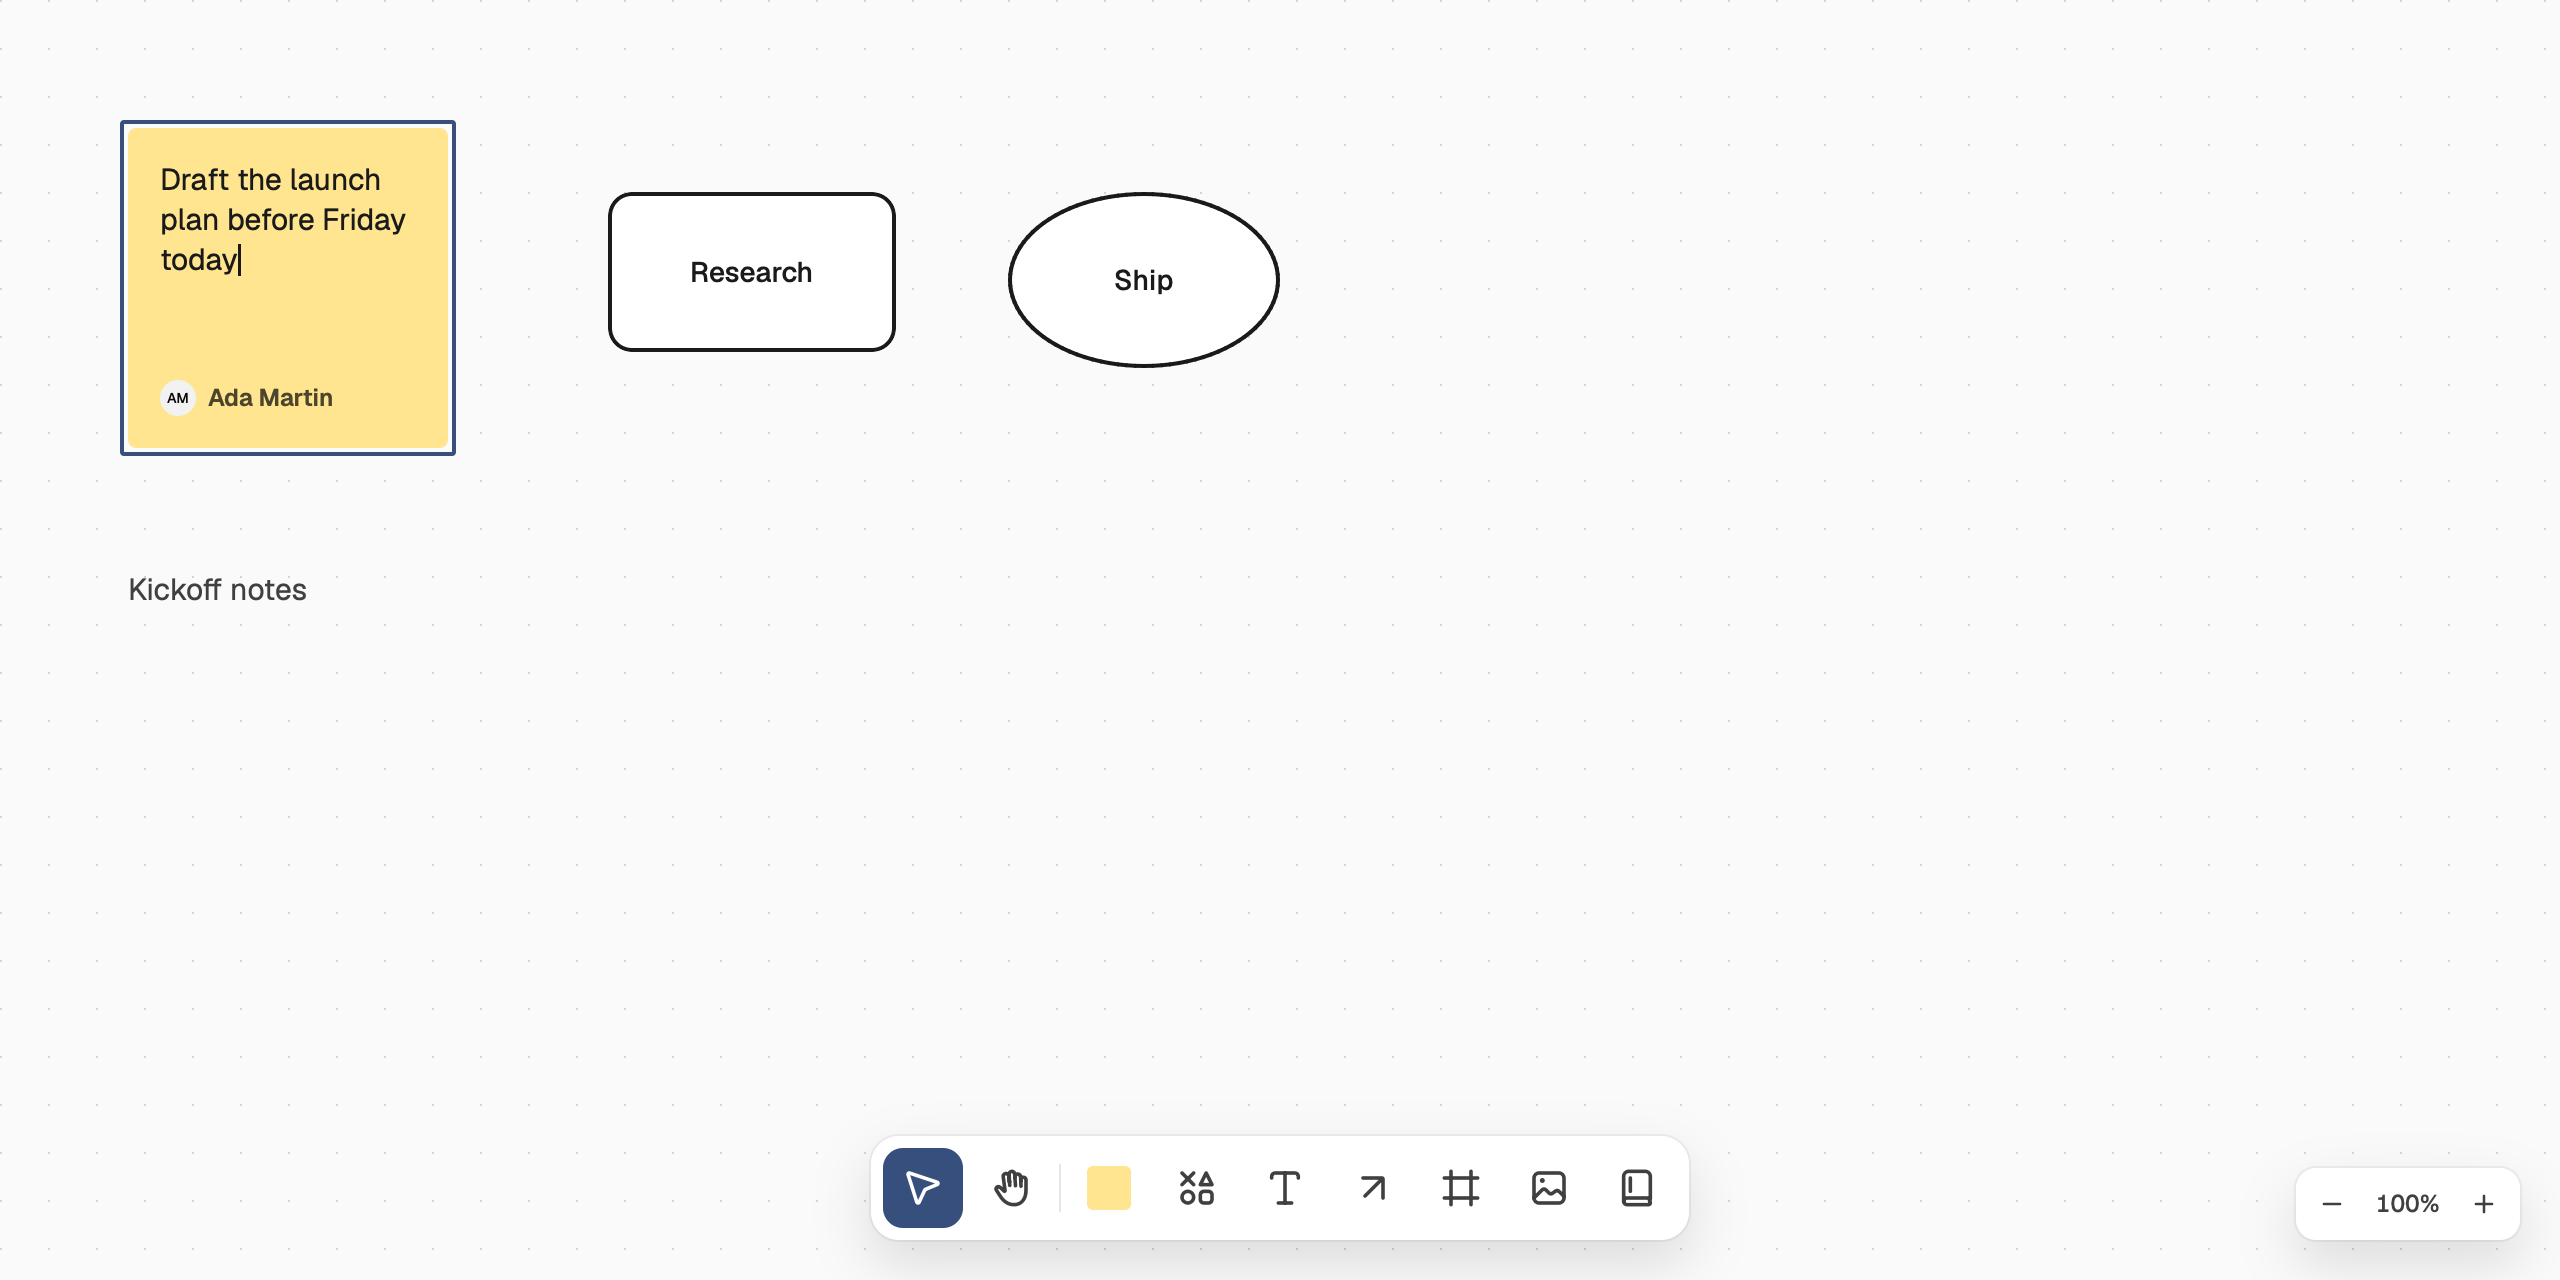 Draft the launch
plan before Friday
today
AM Ada Martin
Research
Ship
Kickoff notes
100%